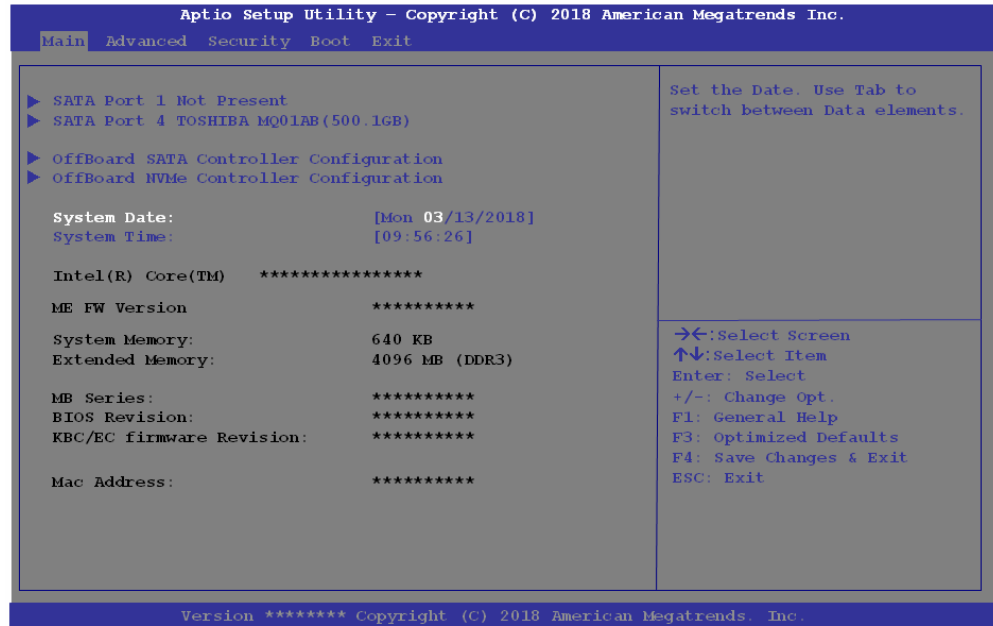 Aptio Setup Utility – Copyright (C) 2018 American Megatrends Inc.
Main Advanced Security Boot Exit
SATA Port 1 Not Present
SATA Port 4 TOSHIBA MQ01AB(500.1GB)
OffBoard SATA Controller Configuration
OffBoard NVMe Controller Configuration
System Date: [Mon 03/13/2018]
System Time: [09:56:26]
Intel(R) Core(TM) ****************
ME FW Version **********
System Memory: 640 KB
Extended Memory: 4096 MB (DDR3)
MB Series: **********
BIOS Revision: **********
KBC/EC firmware Revision: **********
Mac Address: **********
Set the Date. Use Tab to
switch between Data elements.
→←:Select Screen
↑↓:Select Item
Enter: Select
+/-: Change Opt.
F1: General Help
F3: Optimized Defaults
F4: Save Changes & Exit
ESC: Exit
Version ******** Copyright (C) 2018 American Megatrends. Inc.